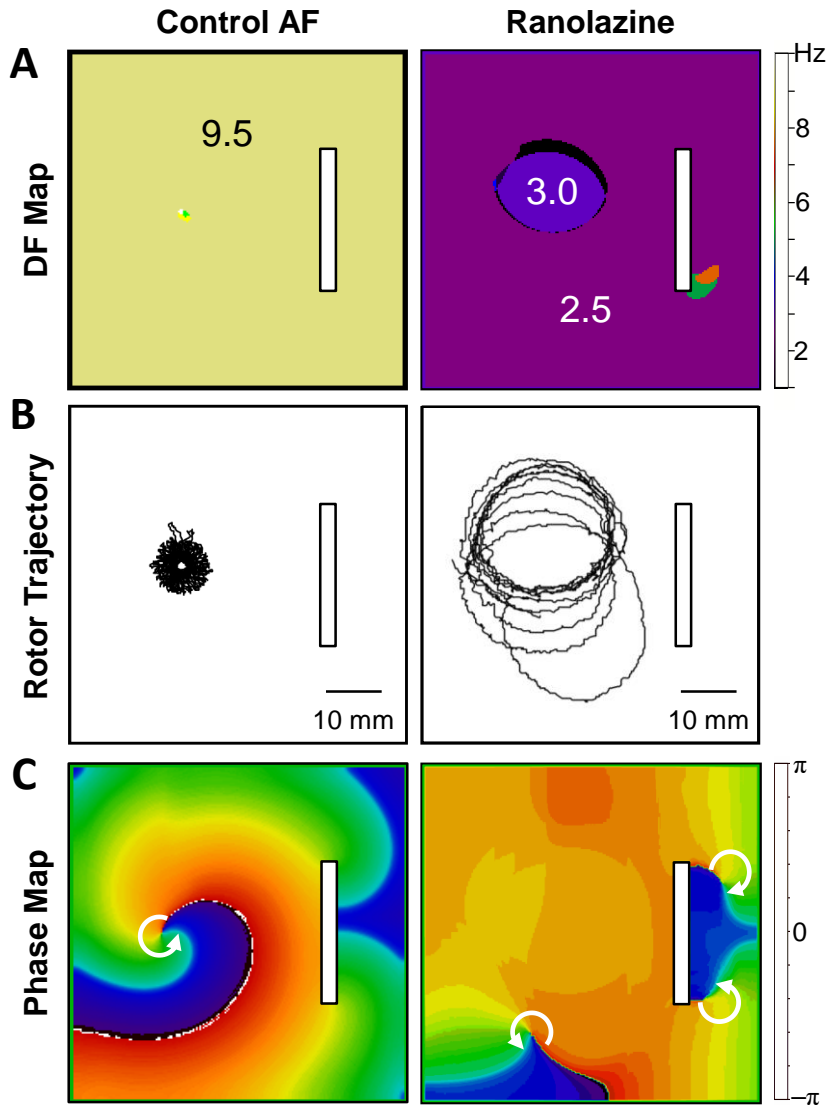 Control AF
Ranolazine
A
DF Map
9.5
3.0
2.5
Hz
8
6
4
2
B
Rotor Trajectory
10 mm
10 mm
C
Phase Map
π
0
–π